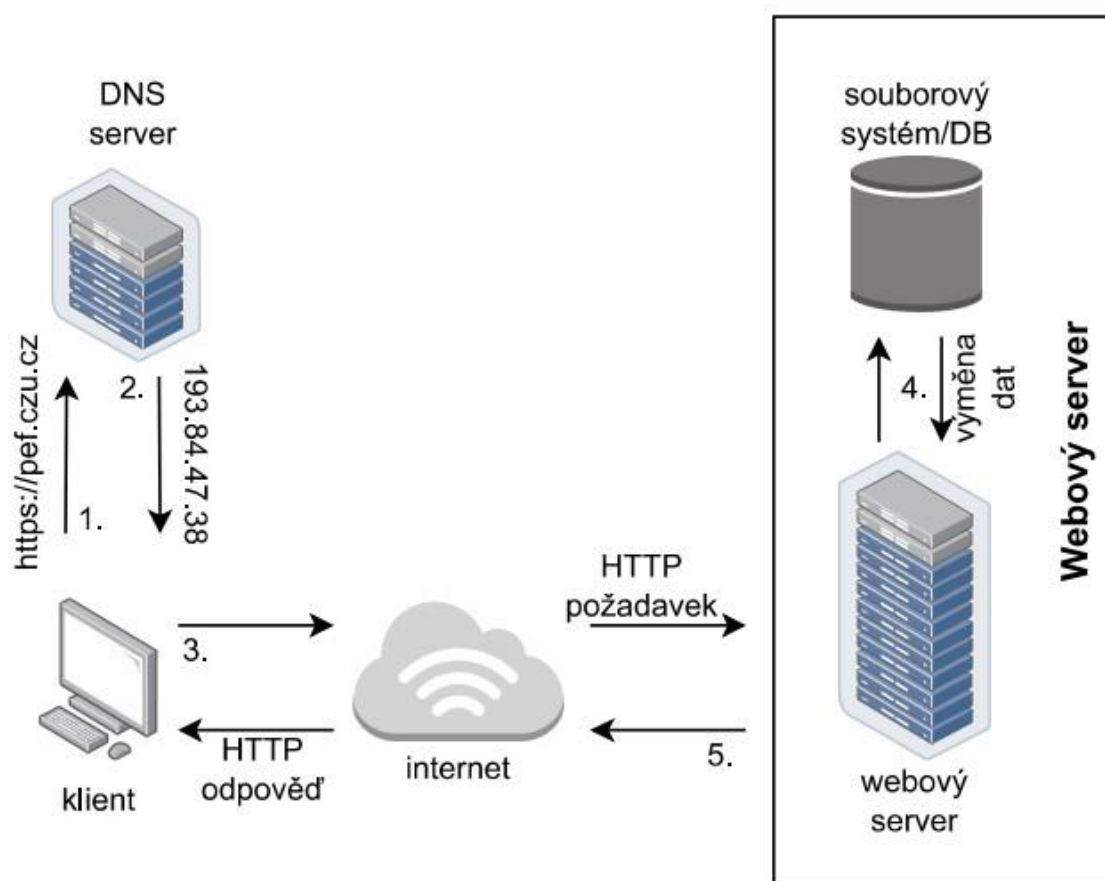 DNS
server
souborový
systém/DB
https://pef.czu.cz
1.
2.
193.84.47.38
4.
výměna
dat
Webový server
HTTP
požadavek
3.
klient
HTTP
odpověď
internet
5.
webový
server